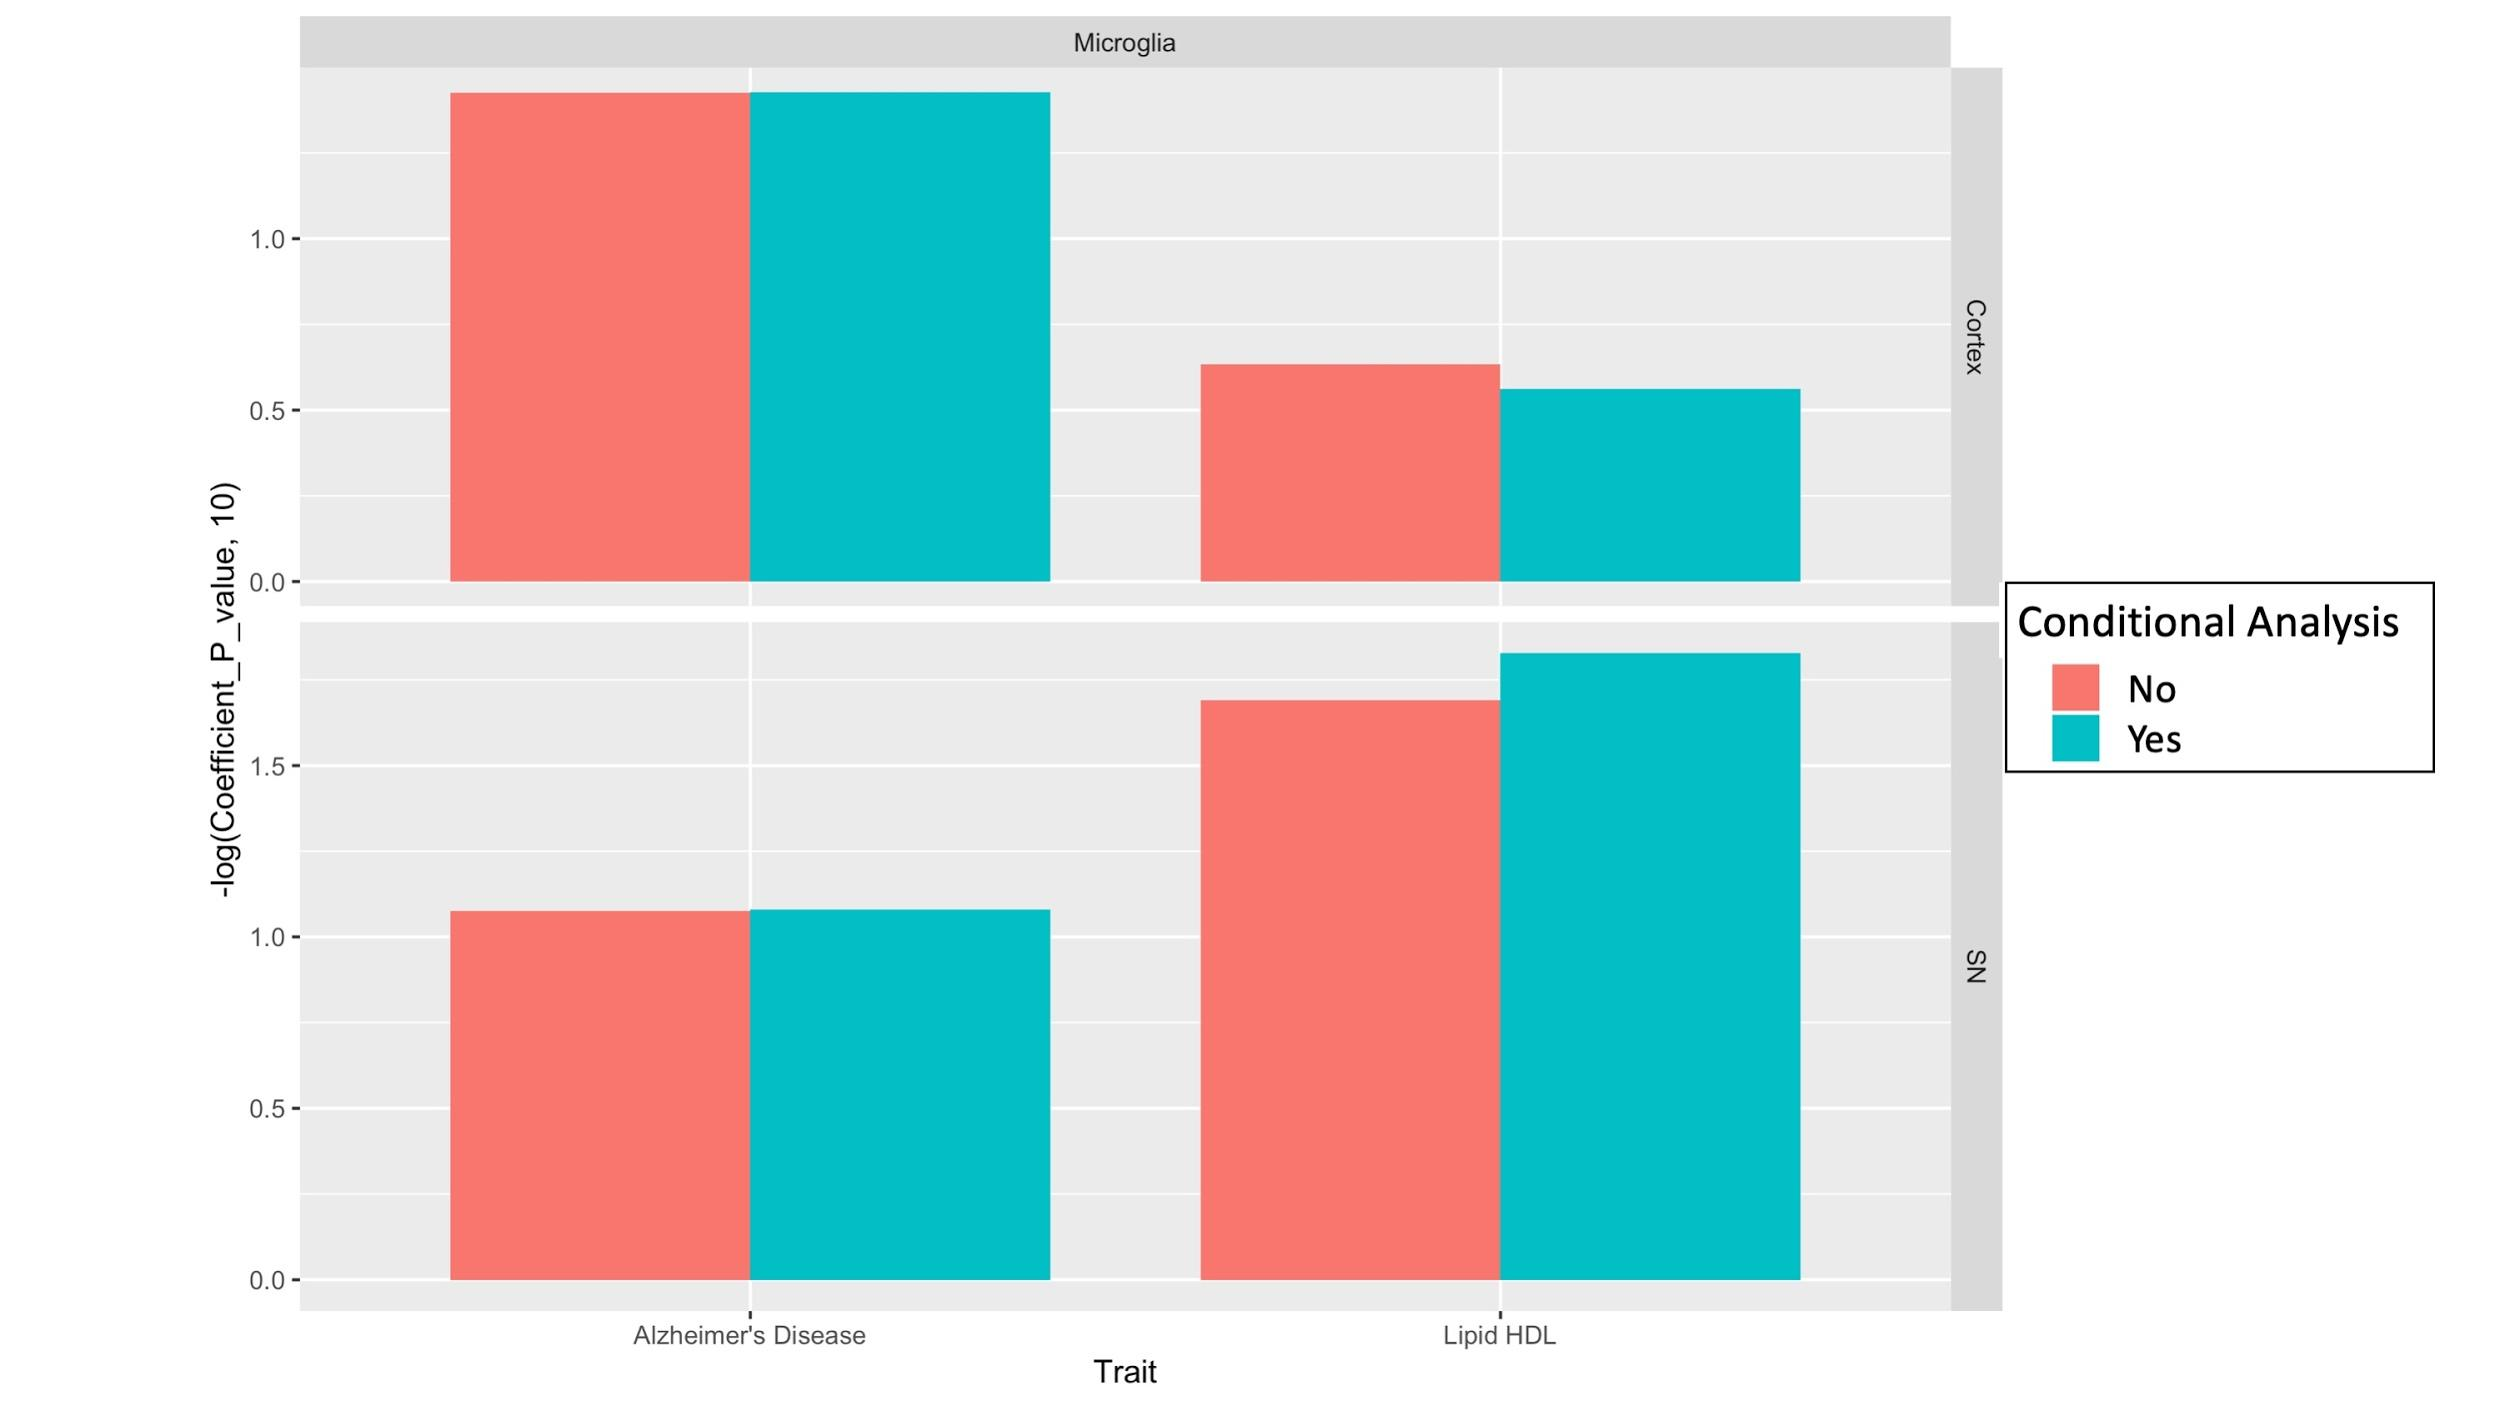 Microglia
Cortex
1.0
0.5
0.0
SN
1.5
1.0
0.5
0.0
-log(Coefficient_P_value, 10)
Alzheimer's Disease
Lipid HDL
Trait
Conditional Analysis
No
Yes